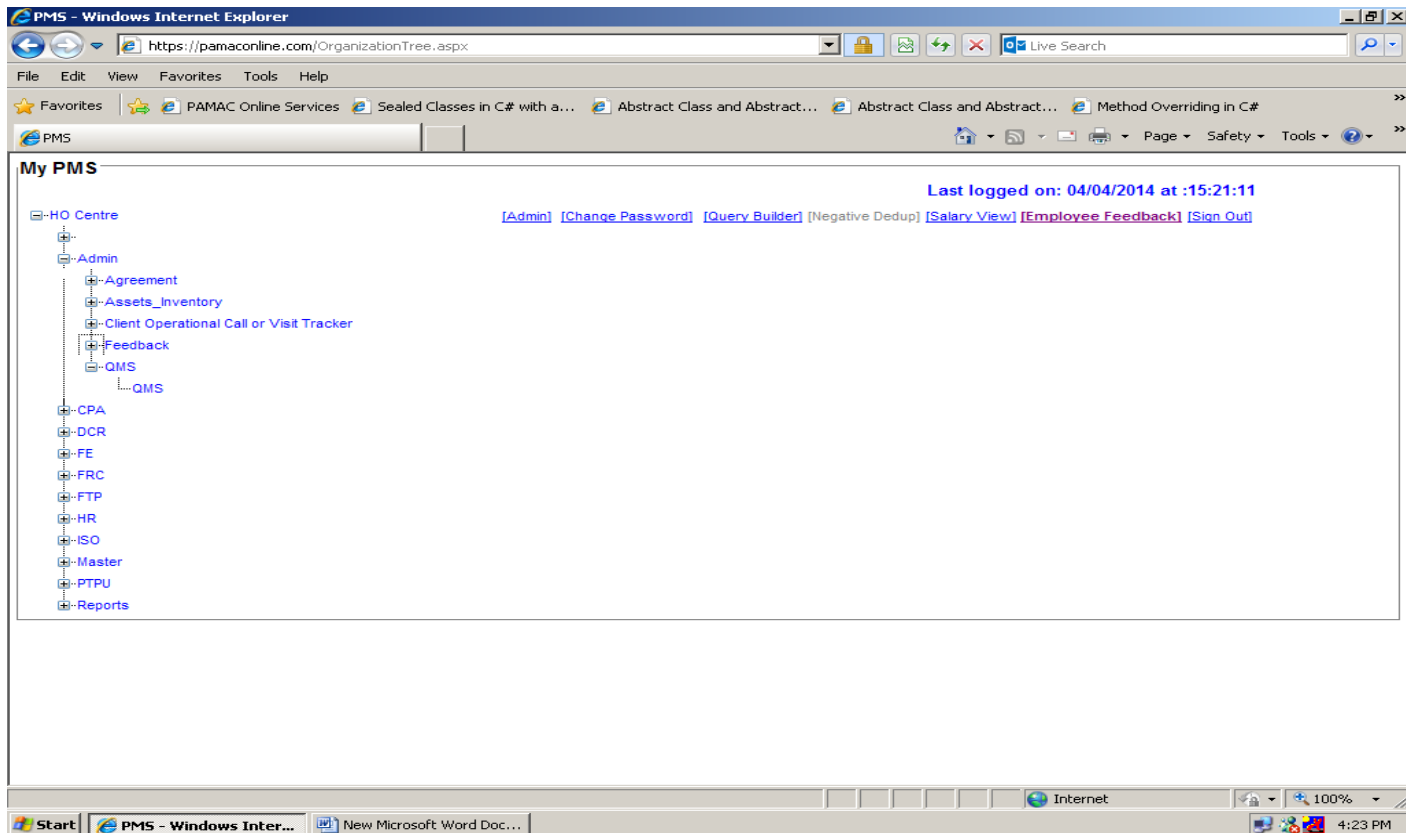 PMS - Windows Internet Explorer
https://pamaconline.com/OrganizationTree.aspx
Live Search
File Edit View Favorites Tools Help
Favorites PAMAC Online Services Sealed Classes in C# with a... Abstract Class and Abstract... Abstract Class and Abstract... Method Overriding in C#
PMS
Page Safety Tools
My PMS
Last logged on: 04/04/2014 at :15:21:11
HO Centre
[Admin] [Change Password] [Query Builder] [Negative Dedup] [Salary View] [Employee Feedback] [Sign Out]
Admin
Agreement
Assets_Inventory
Client Operational Call or Visit Tracker
Feedback
QMS
QMS
CPA
DCR
FE
FRC
FTP
HR
ISO
Master
PTPU
Reports
Internet
100%
Start PMS - Windows Inter... New Microsoft Word Doc... 4:23 PM